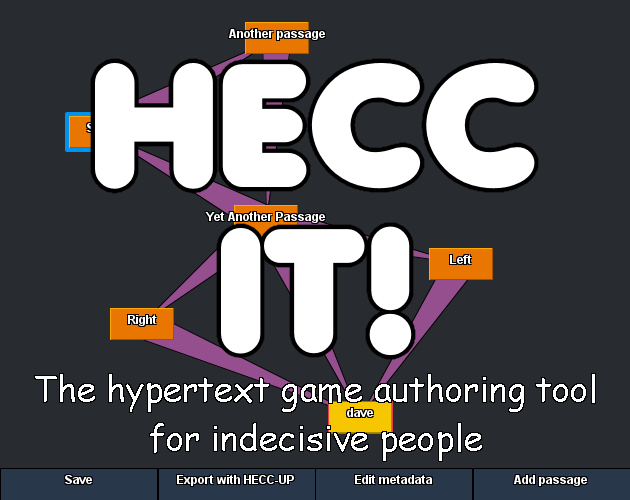 Another passage
HECC
Yet Another Passage
IT!
Left
Right
The hypertext game authoring tool
dave
for indecisive people
Save
Export with HECC-UP
Edit metadata
Add passage